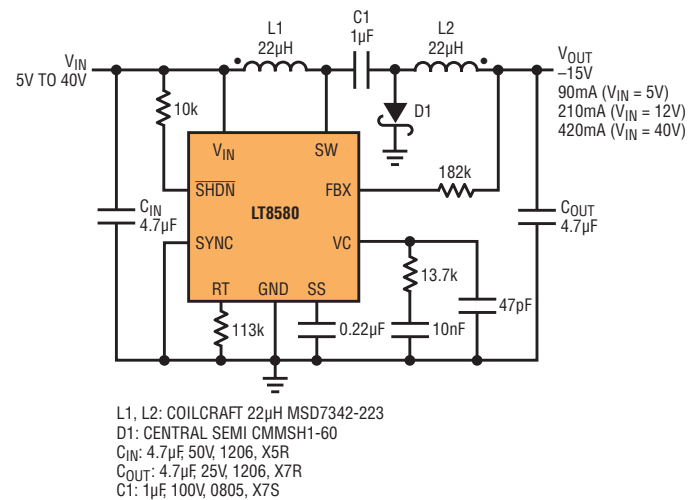 L1
22µH
C1
1µF
L2
22µH
VIN
5V TO 40V
VOUT
–15V
90mA (VIN = 5V)
210mA (VIN = 12V)
420mA (VIN = 40V)
10k
D1
VIN
SW
182k
SHDN
FBX
LT8580
CIN
4.7µF
COUT
4.7µF
SYNC
VC
13.7k
47pF
RT
GND
SS
113k
0.22µF
10nF
L1, L2: COILCRAFT 22µH MSD7342-223
D1: CENTRAL SEMI CMMSH1-60
CIN: 4.7µF, 50V, 1206, X5R
COUT: 4.7µF, 25V, 1206, X7R
C1: 1µF, 100V, 0805, X7S